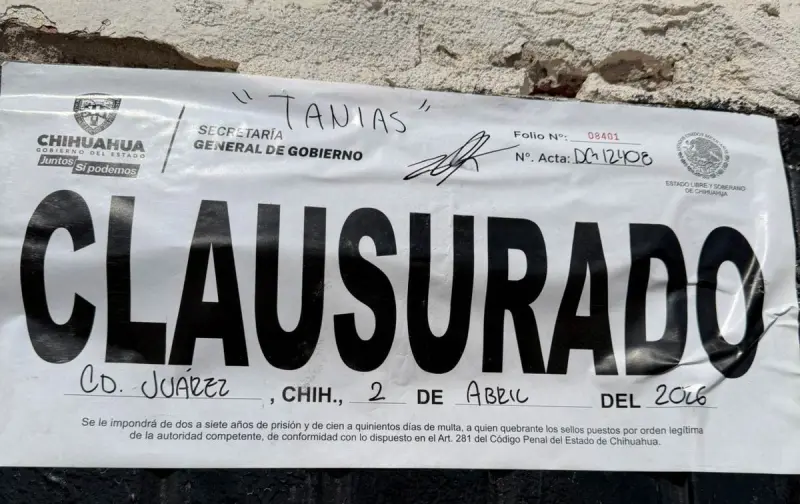 "TANIAS"
CHIHUAHUA
GOBIERNO DEL ESTADO
Juntos Sí podemos
SECRETARÍA
GENERAL DE GOBIERNO
Folio Nº: 08401
Nº. Acta: DG12408
ESTADO LIBRE Y SOBERANO
DE CHIHUAHUA
CLAUSURADO
CD. JUÁREZ, CHIH., 2 DE ABRIL DEL 2026
Se le impondrá de dos a siete años de prisión y de cien a quinientos días de multa, a quien quebrante los sellos puestos por orden legítima
de la autoridad competente, de conformidad con lo dispuesto en el Art. 281 del Código Penal del Estado de Chihuahua.